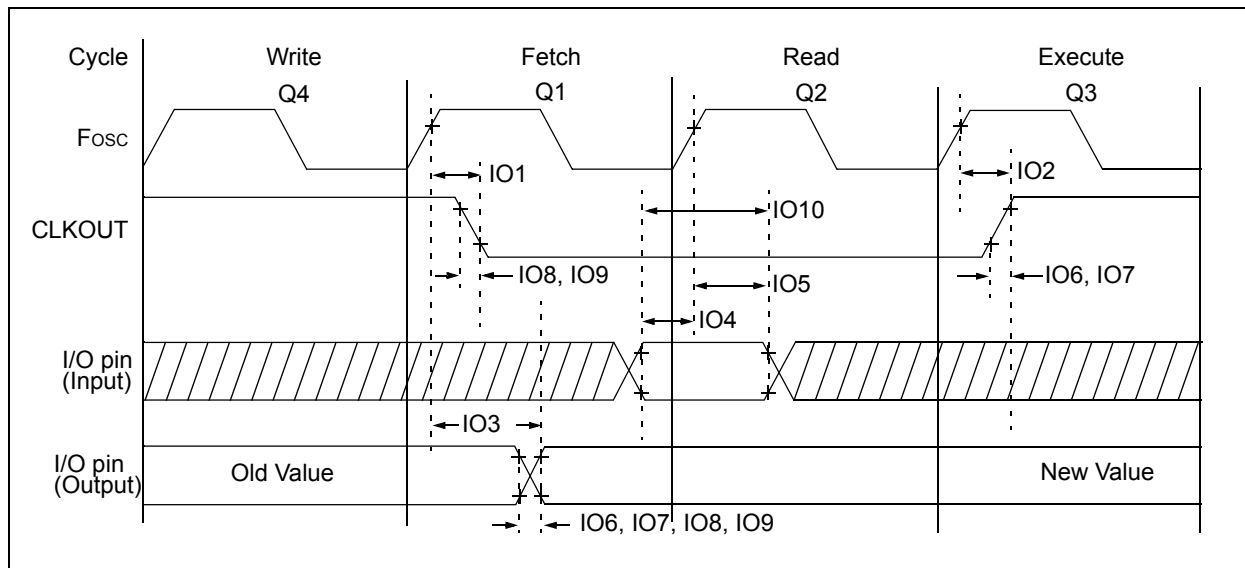 Cycle Write Fetch Read Execute
Q4 Q1 Q2 Q3
FOSC
IO1 IO2
CLKOUT
IO10
IO8, IO9 IO5 IO6, IO7
IO4
I/O pin
(Input)
IO3
I/O pin
(Output)
Old Value New Value
IO6, IO7, IO8, IO9